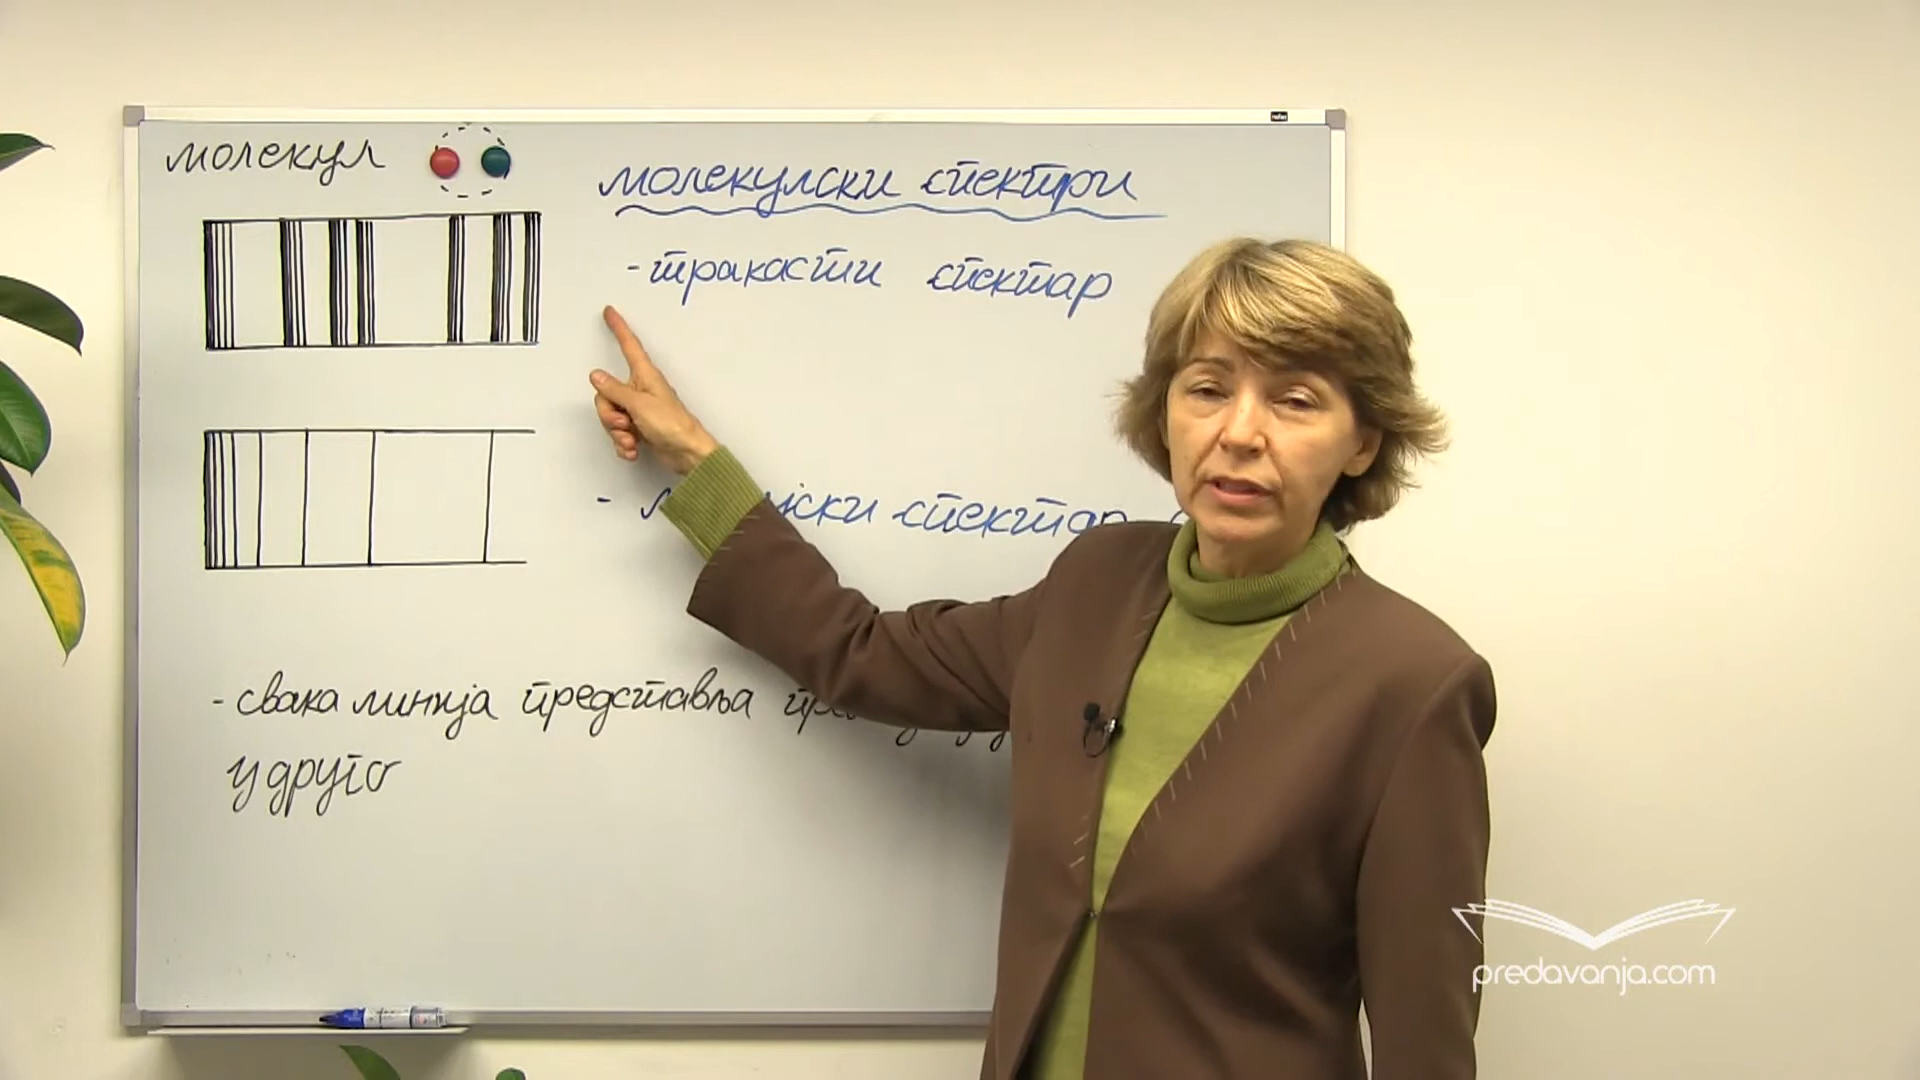 молекул
молекулски спектри
- тракасти спектар
- спектар
- свака линија представља
у друго
predavanja.com